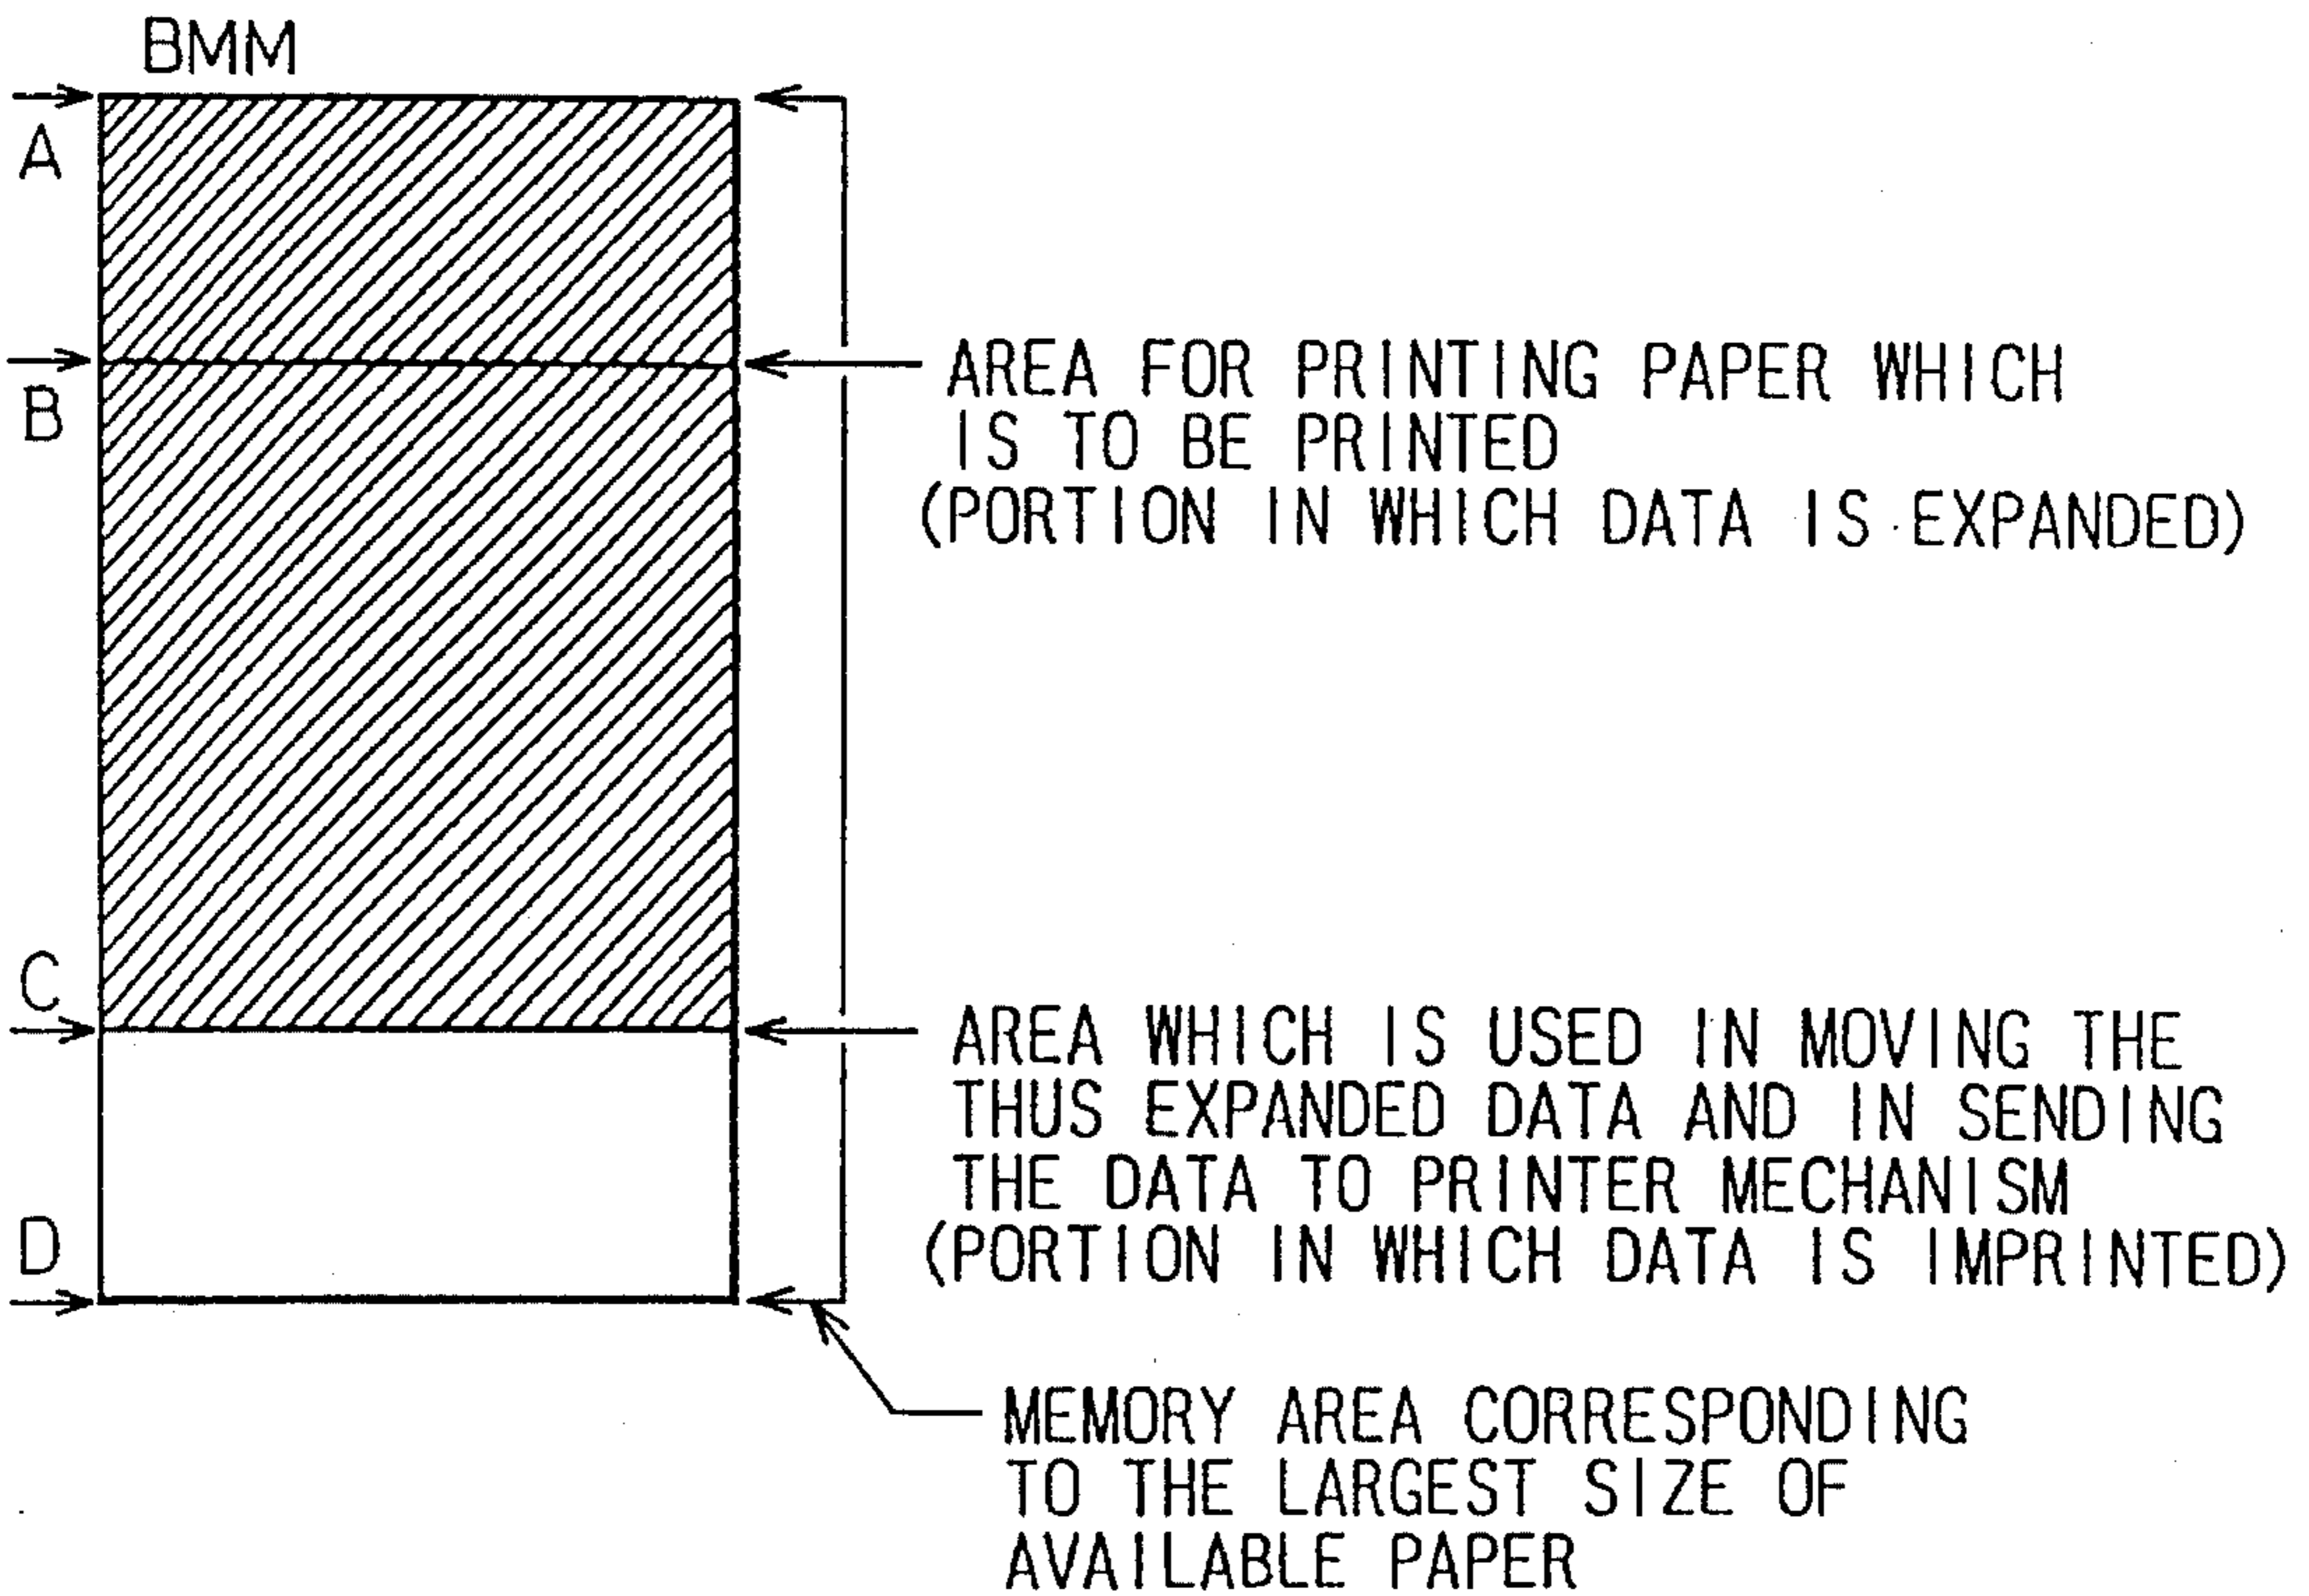 BMM
A
B
AREA FOR PRINTING PAPER WHICH
IS TO BE PRINTED
(PORTION IN WHICH DATA IS EXPANDED)
C
AREA WHICH IS USED IN MOVING THE
THUS EXPANDED DATA AND IN SENDING
THE DATA TO PRINTER MECHANISM
(PORTION IN WHICH DATA IS IMPRINTED)
D
MEMORY AREA CORRESPONDING
TO THE LARGEST SIZE OF
AVAILABLE PAPER